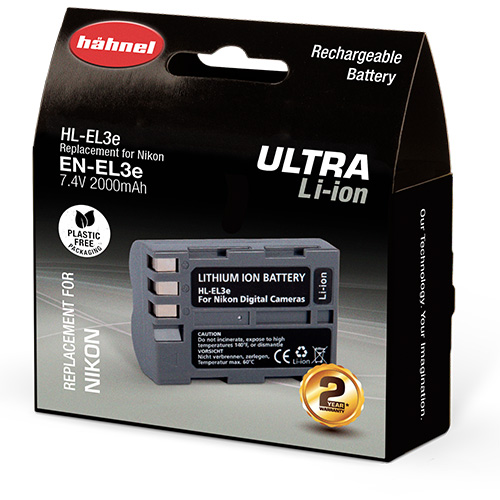 hähnel
Rechargeable
Battery
HL-EL3e
Replacement for Nikon
EN-EL3e
7.4V 2000mAh
ULTRA
Li-ion
PLASTIC
FREE
PACKAGING
REPLACEMENT FOR
NIKON
LITHIUM ION BATTERY
HL-EL3e
For Nikon Digital Cameras
Li-ion
CAUTION
Do not incinerate, expose to high
temperatures 140°F, or dismantle
VORSICHT
Nicht verbrennen, zerlegen,
Temperatur max. 60°C
Li-ion
2
YEAR
WARRANTY
Our Technology. Your Imagination.